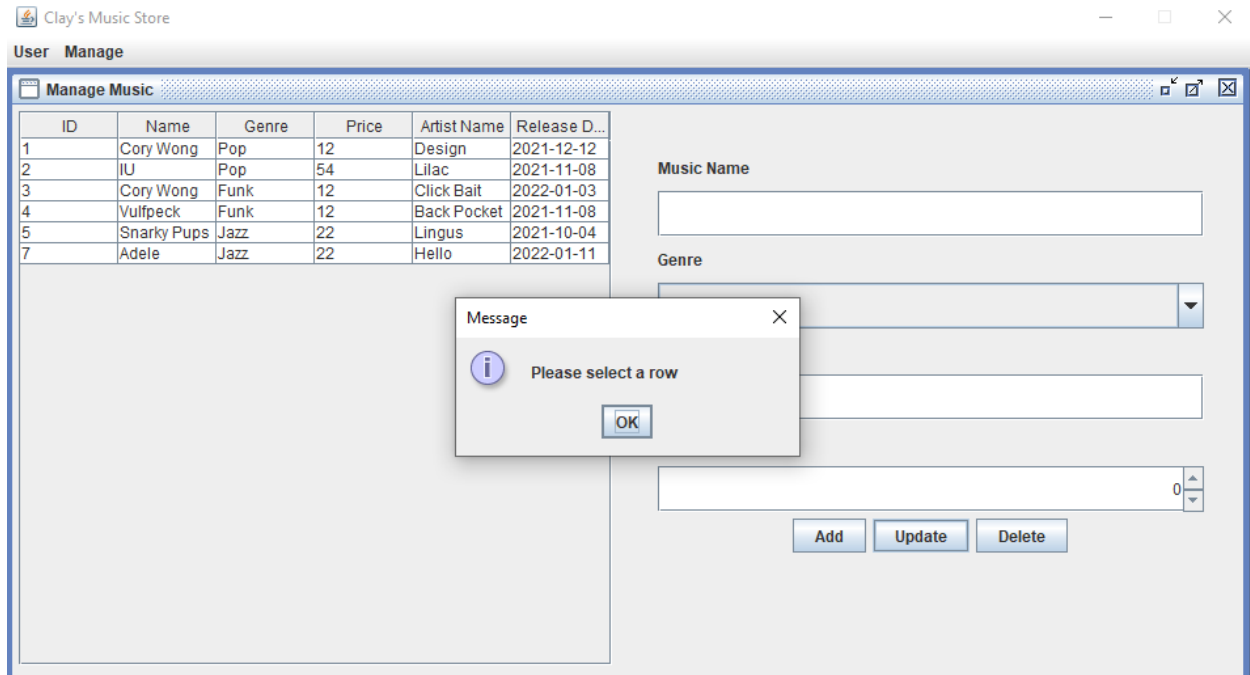 Clay's Music Store
User Manage
Manage Music
ID Name Genre Price Artist Name Release D...
1 Cory Wong Pop 12 Design 2021-12-12
2 IU Pop 54 Lilac 2021-11-08
3 Cory Wong Funk 12 Click Bait 2022-01-03
4 Vulfpeck Funk 12 Back Pocket 2021-11-08
5 Snarky Pups Jazz 22 Lingus 2021-10-04
7 Adele Jazz 22 Hello 2022-01-11
Music Name
Genre
Message
Please select a row
OK
0
Add Update Delete